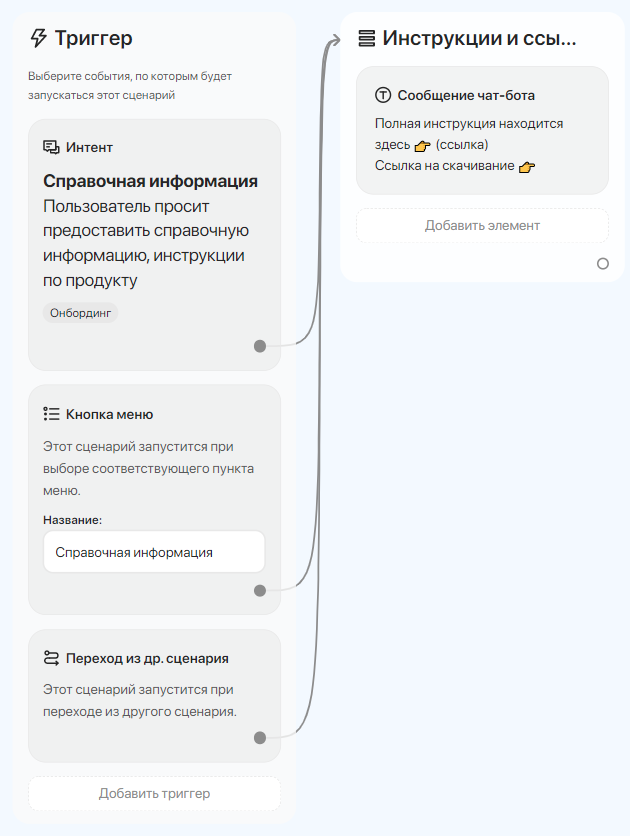 Триггер
Выберите события, по которым будет
запускаться этот сценарий
Интент
Справочная информация
Пользователь просит
предоставить справочную
информацию, инструкции
по продукту
Онбординг
Кнопка меню
Этот сценарий запустится при
выборе соответствующего пункта
меню.
Название:
Справочная информация
Переход из др. сценария
Этот сценарий запустится при
переходе из другого сценария.
Добавить триггер
Инструкции и ссы...
Сообщение чат-бота
Полная инструкция находится
здесь 👉 (ссылка)
Ссылка на скачивание 👉
Добавить элемент